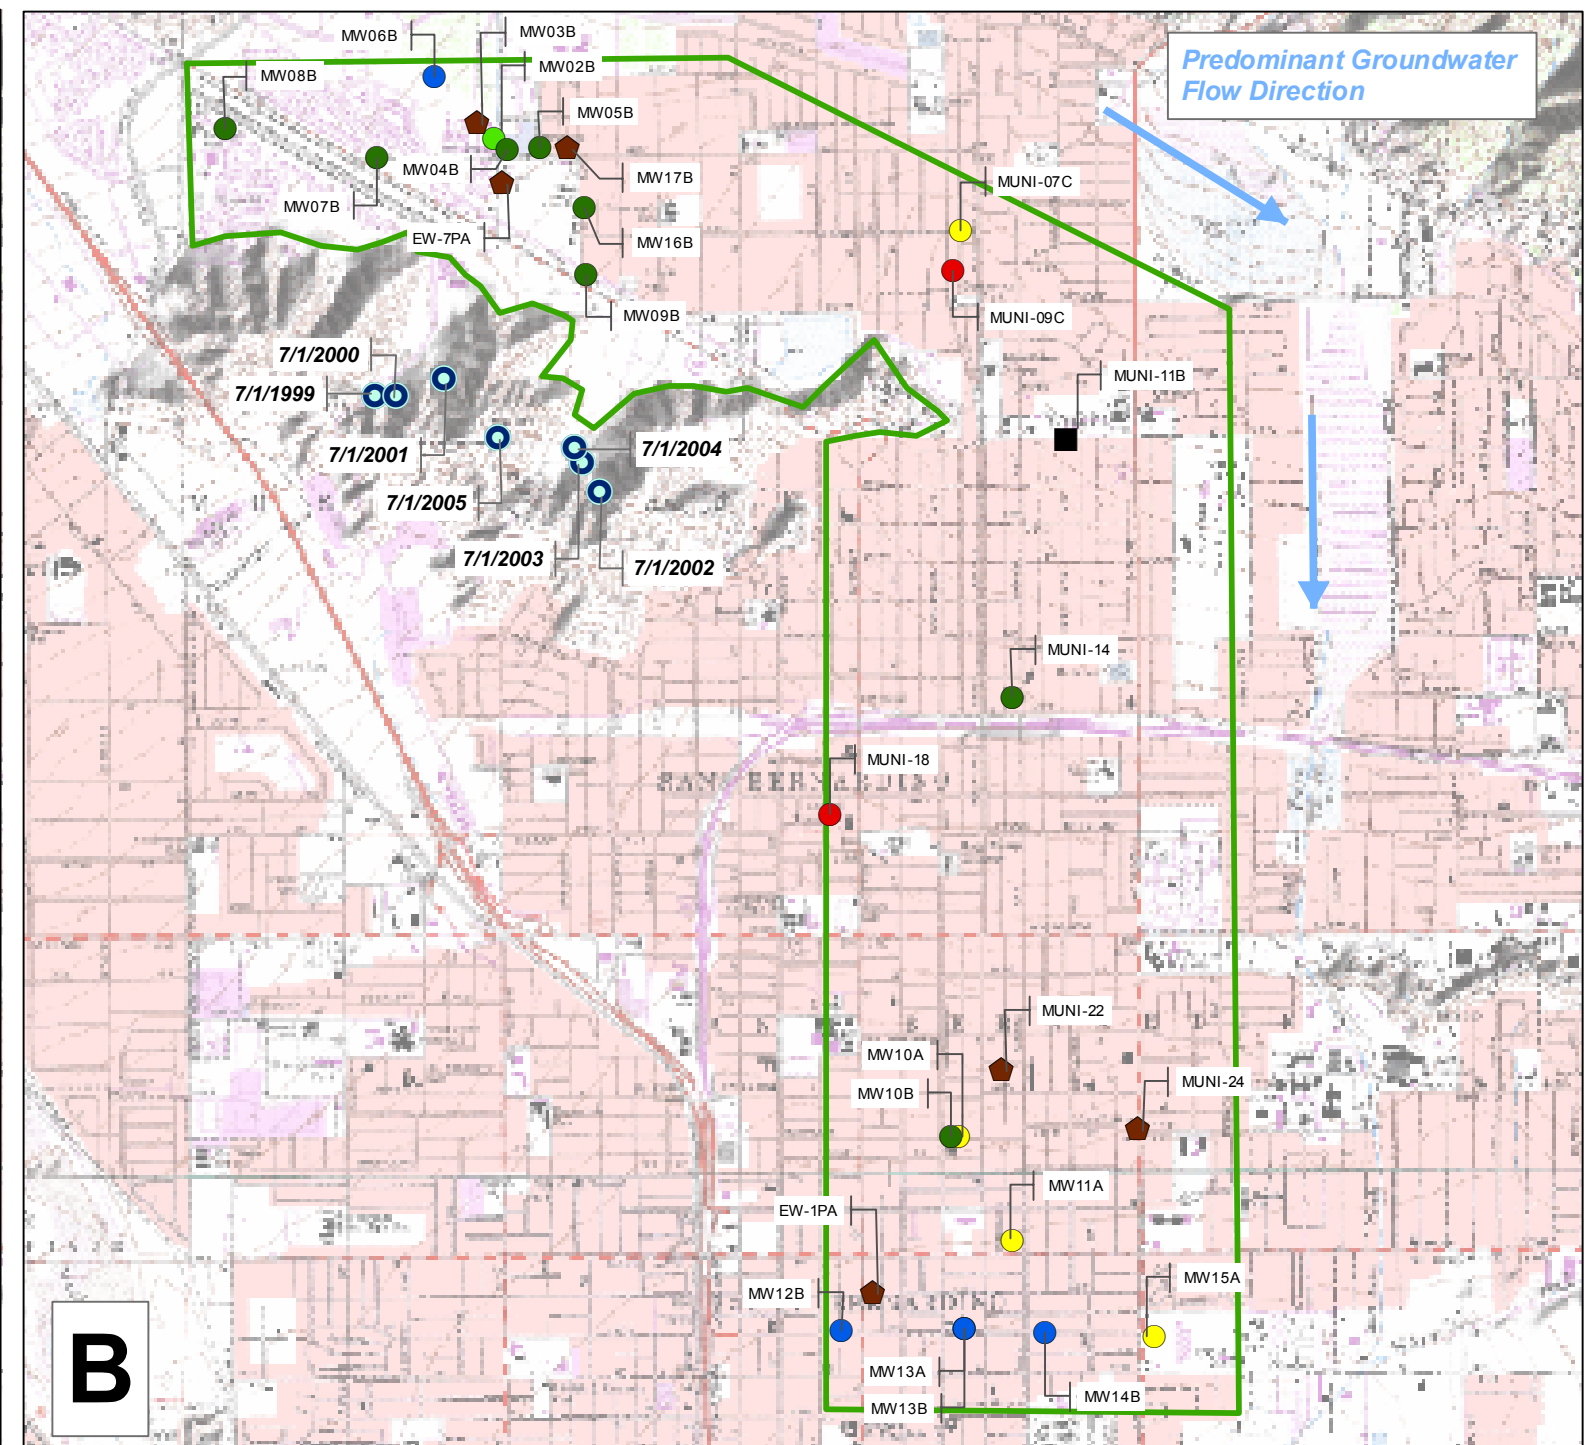 MW06B
MW03B
MW02B
MW08B
MW05B
MW04B
MW17B
MW07B
EW-7PA
MW16B
MW09B
Predominant Groundwater
Flow Direction
MUNI-07C
MUNI-09C
MUNI-11B
7/1/2000
7/1/1999
7/1/2001
7/1/2004
7/1/2005
7/1/2003
7/1/2002
MUNI-14
MUNI-18
MUNI-22
MW10A
MW10B
MUNI-24
MW11A
EW-1PA
MW12B
MW15A
MW13A
MW14B
MW13B
B